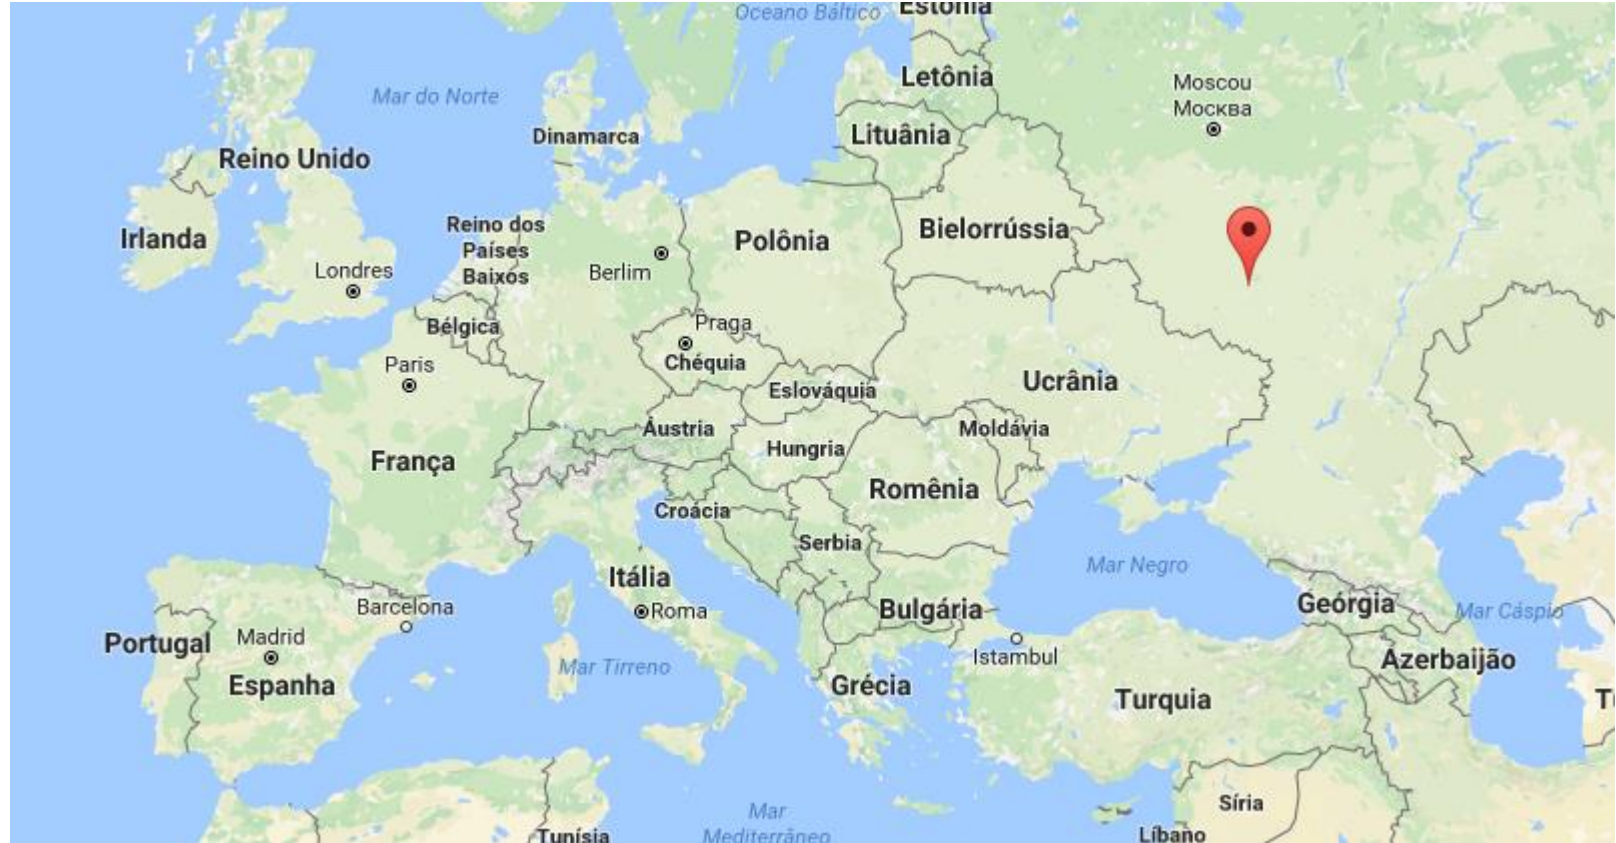 Oceano Báltico
Estônia
Letônia
Moscou
Москва
Mar do Norte
Dinamarca
Lituânia
Reino Unido
Irlanda
Reino dos
Países
Baixos
Polônia
Bielorrússia
Londres
Berlim
Bélgica
Praga
Chéquia
Paris
Eslováquia
Ucrânia
Áustria
Moldávia
Hungria
França
Romênia
Croácia
Serbia
Mar Negro
Itália
Roma
Barcelona
Bulgária
Geórgia
Mar Cáspio
Portugal
Madrid
Istambul
Azerbaijão
Mar Tirreno
Espanha
Grécia
Turquia
Síria
Mar
Mediterrâneo
Tunísia
Líbano